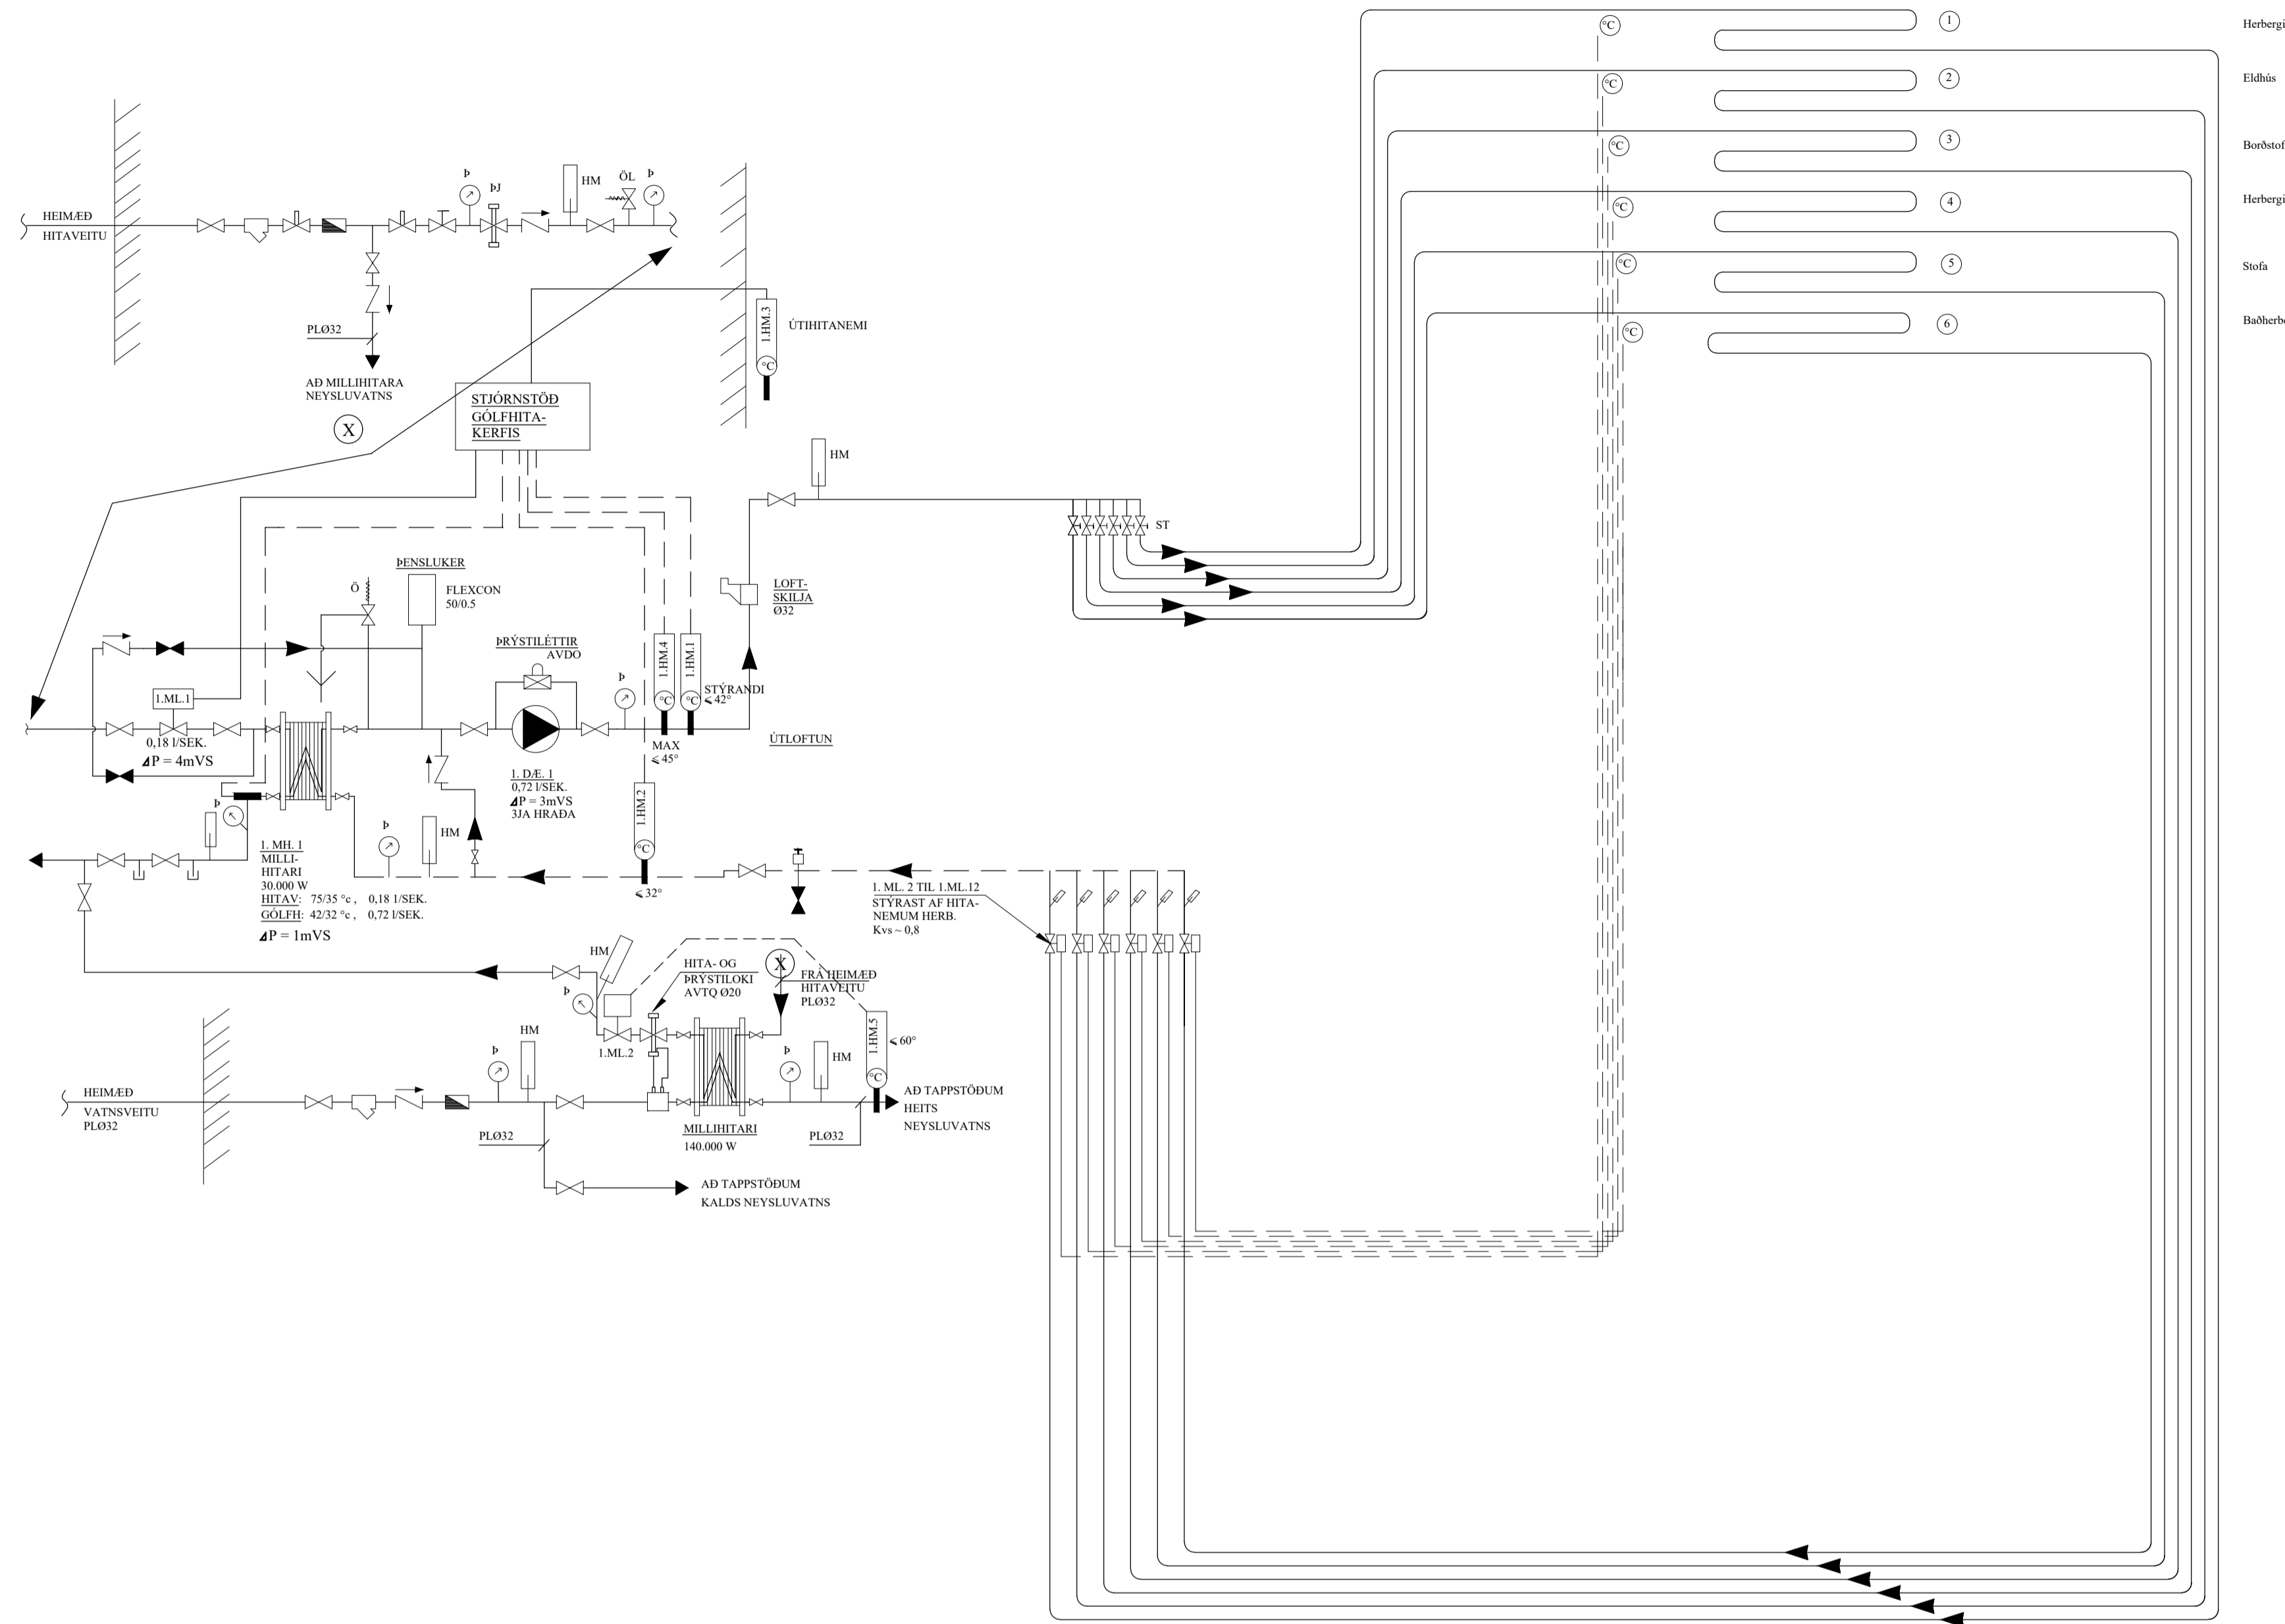 HEIMÆÐ
HITAVEITU
Þ
ÞJ
HM
ÖL
Þ
PLØ32
AÐ MILLIHITARA
NEYSLUVATNS
X
STJÓRNSTÖÐ
GÓLFHITA-
KERFIS
1.HM.3
°C
ÚTIHITANEMI
HM
ST
°C
1
Herbergi
°C
2
Eldhús
°C
3
°C
4
Herbergi
°C
5
Stofa
°C
6
Ö
ÞENSLUKER
FLEXCON
50/0.5
ÞRÝSTILÉTTIR
AVDO
LOFT-
SKILJA
Ø32
1.ML.1
0,18 l/SEK.
⊿P = 4mVS
Þ
1.HM.4
°C
1.HM.1
°C
STÝRANDI
⩽ 42°
MAX
⩽ 45°
ÚTLOFTUN
1. DÆ. 1
0,72 l/SEK.
⊿P = 3mVS
3JA HRAÐA
1.HM.2
°C
⩽ 32°
Þ
Þ
HM
1. MH. 1
MILLI-
HITARI
30.000 W
HITAV: 75/35 °c , 0,18 l/SEK.
GÓLFH: 42/32 °c , 0,72 l/SEK.
⊿P = 1mVS
1. ML. 2 TIL 1.ML.12
STÝRAST AF HITA-
NEMUM HERB.
Kvs ~ 0,8
HM
Þ
HITA- OG
ÞRÝSTILOKI
AVTQ Ø20
X
FRÁ HEIMÆÐ
HITAVEITU
PLØ32
1.ML.2
1.HM.5
°C
⩽ 60°
HEIMÆÐ
VATNSVEITU
PLØ32
Þ
HM
Þ
HM
PLØ32
MILLIHITARI
140.000 W
PLØ32
AÐ TAPPSTÖÐUM
HEITS
NEYSLUVATNS
AÐ TAPPSTÖÐUM
KALDS NEYSLUVATNS